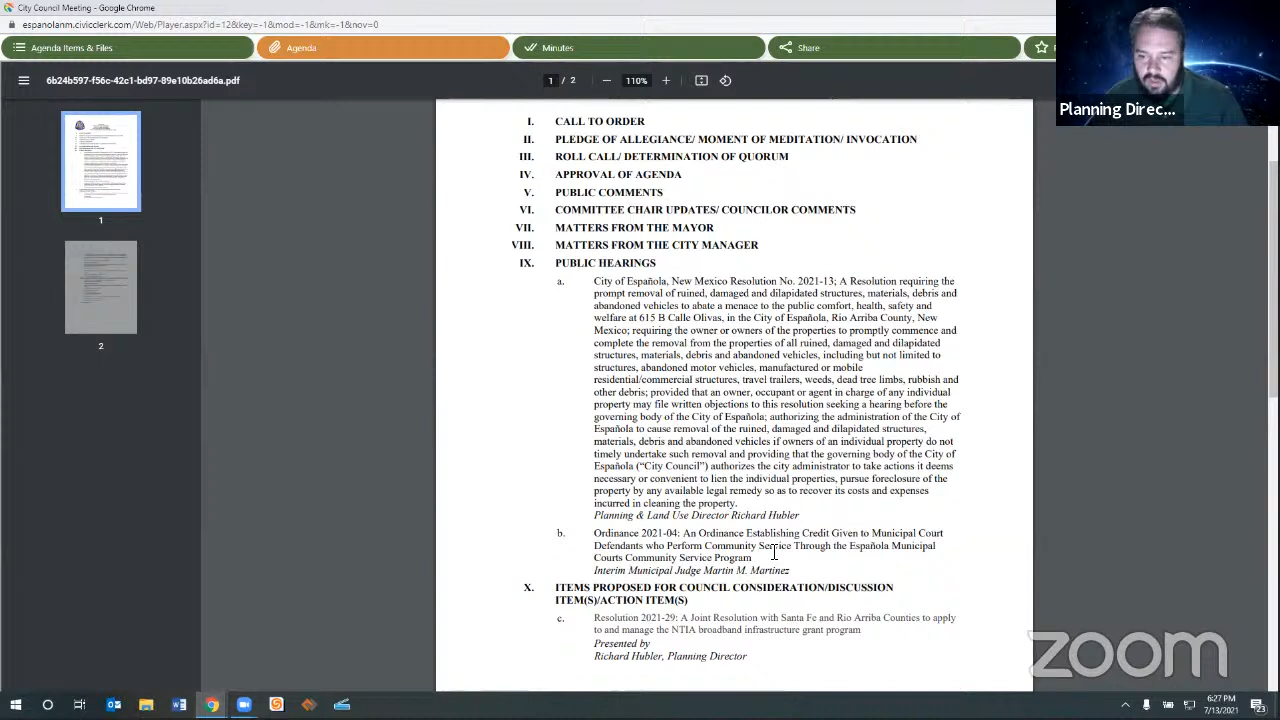 City Council Meeting - Google Chrome
espanolanm.civicclerk.com/Web/Player.aspx?id=12&key=-1&mod=-1&mk=-1&nov=0
Agenda Items & Files
Agenda
Minutes
Share
6b24b597-f56c-42c1-bd97-89e10b26ad6a.pdf
1 / 2
110%
Planning Direc...
1
2
I. CALL TO ORDER
II. PLEDGE OF ALLEGIANCE/ MOMENT OF MEDITATION/ INVOCATION
III. ROLL CALL/ DETERMINATION OF QUORUM
IV. APPROVAL OF AGENDA
V. PUBLIC COMMENTS
VI. COMMITTEE CHAIR UPDATES/ COUNCILOR COMMENTS
VII. MATTERS FROM THE MAYOR
VIII. MATTERS FROM THE CITY MANAGER
IX. PUBLIC HEARINGS
a. City of Española, New Mexico Resolution No. 2021-13; A Resolution requiring the
prompt removal of ruined, damaged and dilapidated structures, materials, debris and
abandoned vehicles to abate a menace to the public comfort, health, safety and
welfare at 615 B Calle Olivas, in the City of Española, Rio Arriba County, New
Mexico; requiring the owner or owners of the properties to promptly commence and
complete the removal from the properties of all ruined, damaged and dilapidated
structures, materials, debris and abandoned vehicles, including but not limited to
structures, abandoned motor vehicles, manufactured or mobile
residential/commercial structures, travel trailers, weeds, dead tree limbs, rubbish and
other debris; provided that an owner, occupant or agent in charge of any individual
property may file written objections to this resolution seeking a hearing before the
governing body of the City of Española; authorizing the administration of the City of
Española to cause removal of the ruined, damaged and dilapidated structures,
materials, debris and abandoned vehicles if owners of an individual property do not
timely undertake such removal and providing that the governing body of the City of
Española (“City Council”) authorizes the city administrator to take actions it deems
necessary or convenient to lien the individual properties, pursue foreclosure of the
property by any available legal remedy so as to recover its costs and expenses
incurred in cleaning the property.
Planning & Land Use Director Richard Hubler
b. Ordinance 2021-04: An Ordinance Establishing Credit Given to Municipal Court
Defendants who Perform Community Service Through the Española Municipal
Courts Community Service Program
Interim Municipal Judge Martin M. Martinez
X. ITEMS PROPOSED FOR COUNCIL CONSIDERATION/DISCUSSION
ITEM(S)/ACTION ITEM(S)
c. Resolution 2021-29: A Joint Resolution with Santa Fe and Rio Arriba Counties to apply
to and manage the NTIA broadband infrastructure grant program
Presented by
Richard Hubler, Planning Director
zoom
6:27 PM
7/13/2021
23